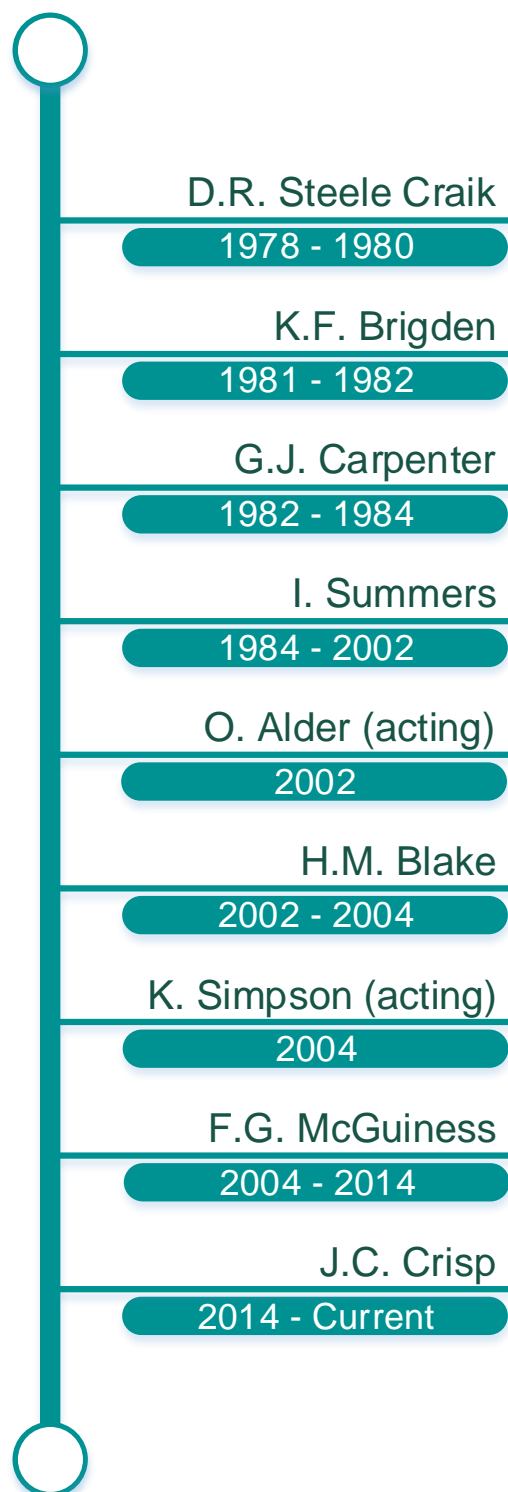 D.R. Steele Craik
1978 - 1980
K.F. Brigden
1981 - 1982
G.J. Carpenter
1982 - 1984
I. Summers
1984 - 2002
O. Alder (acting)
2002
H.M. Blake
2002 - 2004
K. Simpson (acting)
2004
F.G. McGuiness
2004 - 2014
J.C. Crisp
2014 - Current